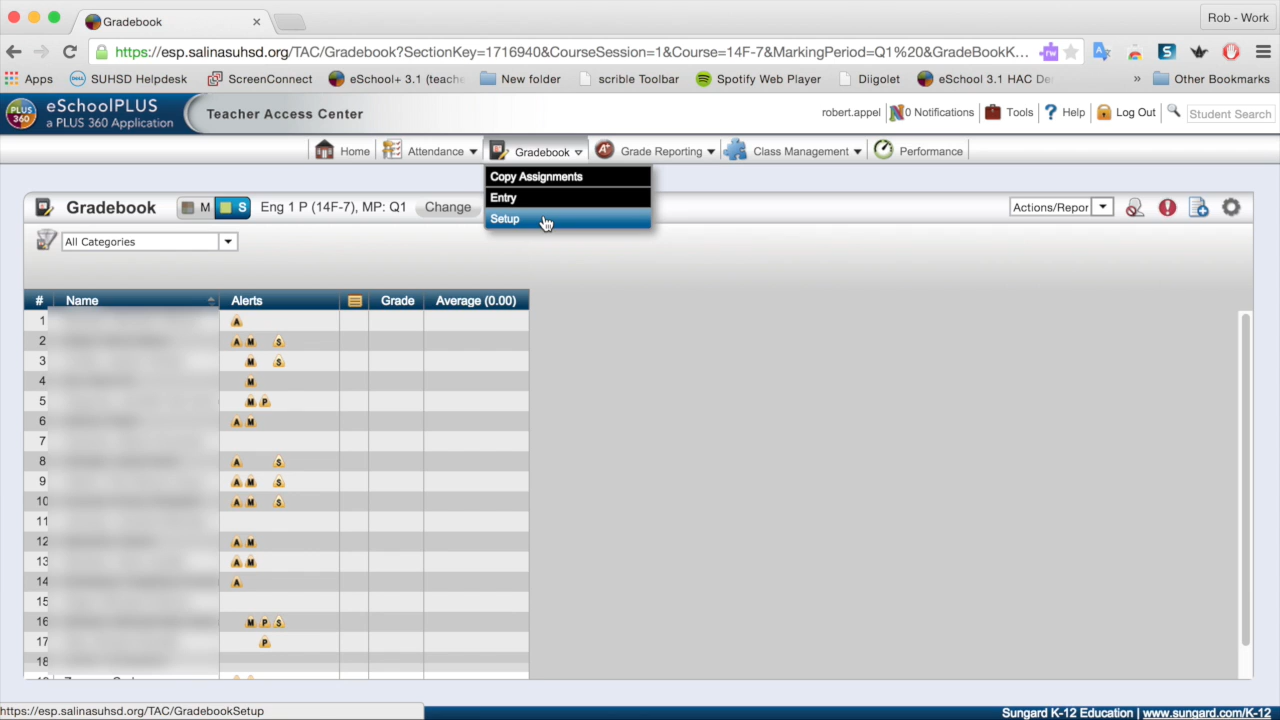 Gradebook
Rob - Work
https://esp.salinasuhsd.org/TAC/Gradebook?SectionKey=1716940&CourseSession=1&Course=14F-7&MarkingPeriod=Q1%20&GradeBookK...
Apps SUHSD Helpdesk ScreenConnect eSchool+ 3.1 (tea New folder scrible Toolbar Spotify Web Player Diigolet eSchool 3.1 HAC De » Other Bookmarks
PLUS 360 eSchoolPLUS
a PLUS 360 Application
Teacher Access Center
robert.appel 0 Notifications Tools ? Help Log Out Student Search
Home Attendance Gradebook A+ Grade Reporting Class Management Performance
Copy Assignments
Entry
Setup
Gradebook M S Eng 1 P (14F-7), MP: Q1 Change Actions/Repor
All Categories
# Name Alerts Grade Average (0.00)
1 A
2 A M S
3 M S
4 M
5 M P
6 A M
7
8 A S
9 A M S
10 A M S
11
12 A M
13 A M
14 A
15
16 M P S
17 P
18
https://esp.salinasuhsd.org/TAC/GradebookSetup
Sungard K-12 Education | www.sungard.com/K-12